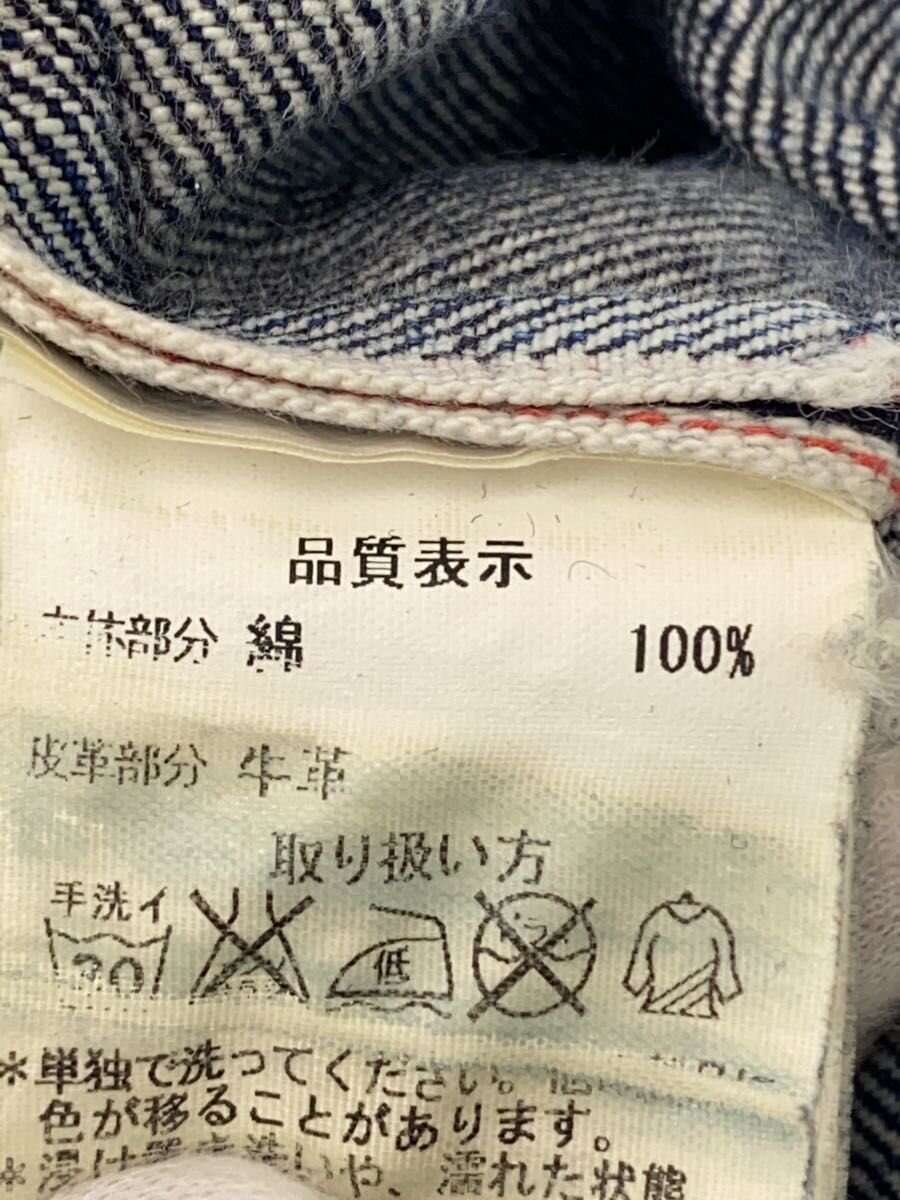 品質表示
本体部分 綿 100%
皮革部分 牛革
取り扱い方
手洗イ
30 低
*単独で洗ってください。
色が移ることがあります。
*浸け置き洗いや、濡れた状態